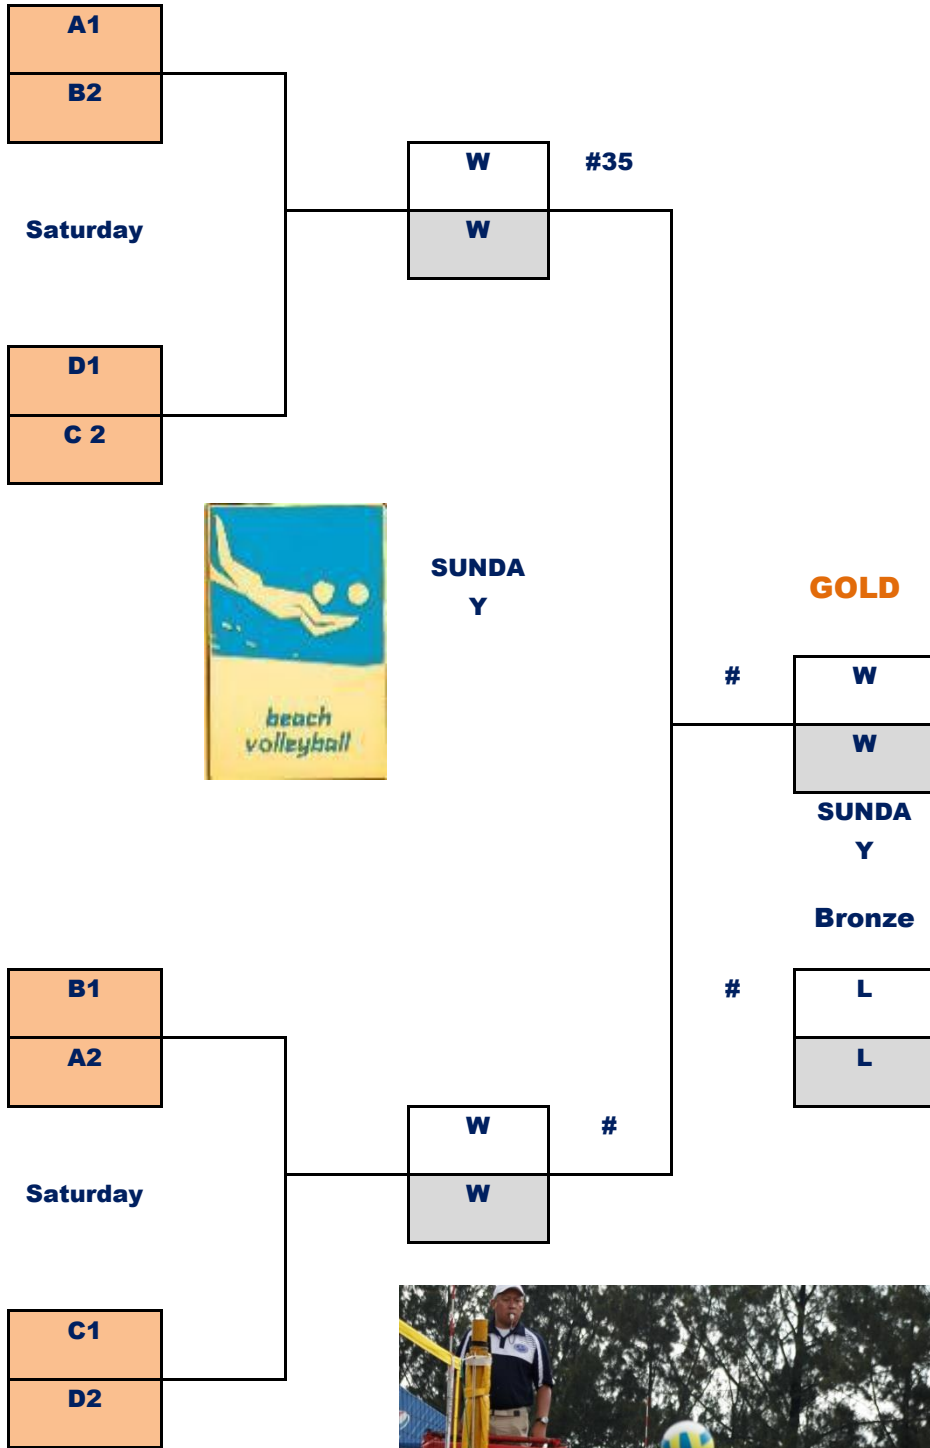 A1
B2
W #35
Saturday
W
D1
C 2
SUNDA
Y
GOLD
beach
volleyball
# W
W
SUNDA
Y
Bronze
B1
# L
A2
L
W #
Saturday
W
C1
D2